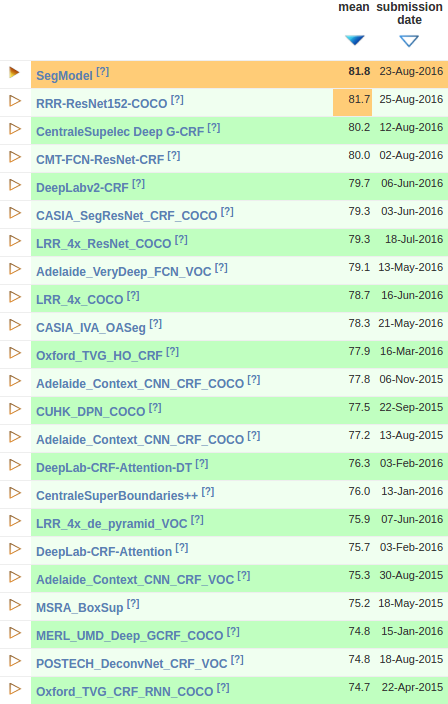 mean submission date
SegModel [?] 81.8 23-Aug-2016
RRR-ResNet152-COCO [?] 81.7 25-Aug-2016
CentraleSupelec Deep G-CRF [?] 80.2 12-Aug-2016
CMT-FCN-ResNet-CRF [?] 80.0 02-Aug-2016
DeepLabv2-CRF [?] 79.7 06-Jun-2016
CASIA_SegResNet_CRF_COCO [?] 79.3 03-Jun-2016
LRR_4x_ResNet_COCO [?] 79.3 18-Jul-2016
Adelaide_VeryDeep_FCN_VOC [?] 79.1 13-May-2016
LRR_4x_COCO [?] 78.7 16-Jun-2016
CASIA_IVA_OASeg [?] 78.3 21-May-2016
Oxford_TVG_HO_CRF [?] 77.9 16-Mar-2016
Adelaide_Context_CNN_CRF_COCO [?] 77.8 06-Nov-2015
CUHK_DPN_COCO [?] 77.5 22-Sep-2015
Adelaide_Context_CNN_CRF_COCO [?] 77.2 13-Aug-2015
DeepLab-CRF-Attention-DT [?] 76.3 03-Feb-2016
CentraleSuperBoundaries++ [?] 76.0 13-Jan-2016
LRR_4x_de_pyramid_VOC [?] 75.9 07-Jun-2016
DeepLab-CRF-Attention [?] 75.7 03-Feb-2016
Adelaide_Context_CNN_CRF_VOC [?] 75.3 30-Aug-2015
MSRA_BoxSup [?] 75.2 18-May-2015
MERL_UMD_Deep_GCRF_COCO [?] 74.8 15-Jan-2016
POSTECH_DeconvNet_CRF_VOC [?] 74.8 18-Aug-2015
Oxford_TVG_CRF_RNN_COCO [?] 74.7 22-Apr-2015